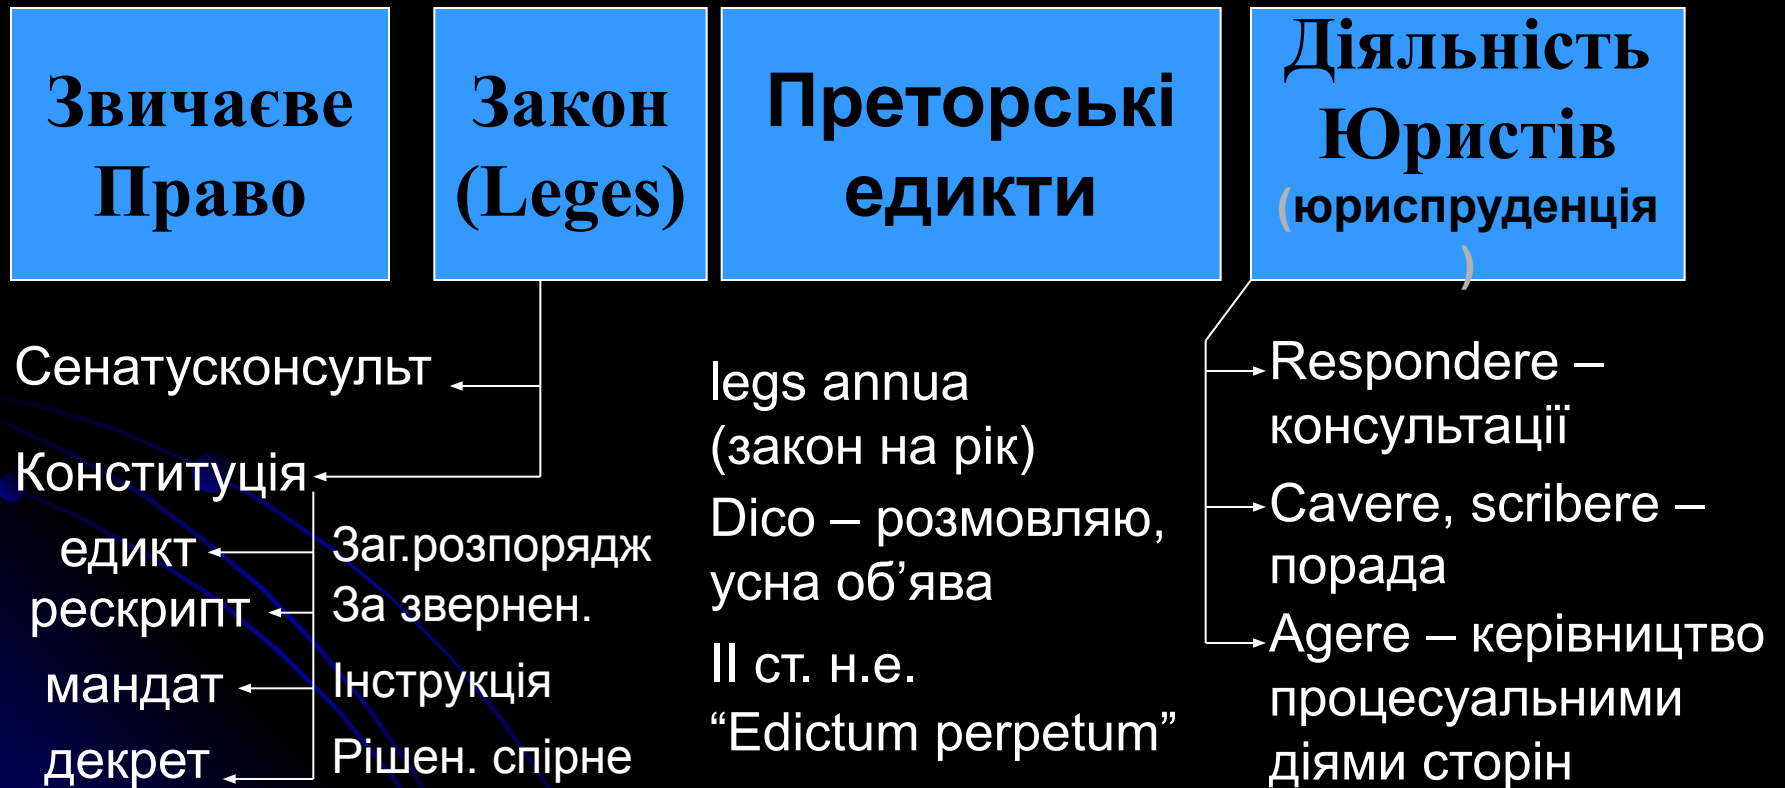 Звичаєве
Право
Закон
(Leges)
Преторські
едикти
Діяльність
Юристів
(юриспруденція
)
Сенатусконсульт
Конституція
едикт
Заг.розпорядж
рескрипт
За звернен.
мандат
Інструкція
декрет
Рішен. спірне
legs annua
(закон на рік)
Dico – розмовляю,
усна об’ява
II ст. н.е.
“Edictum perpetum”
Respondere –
консультації
Cavere, scribere –
порада
Agere – керівництво
процесуальними
діями сторін